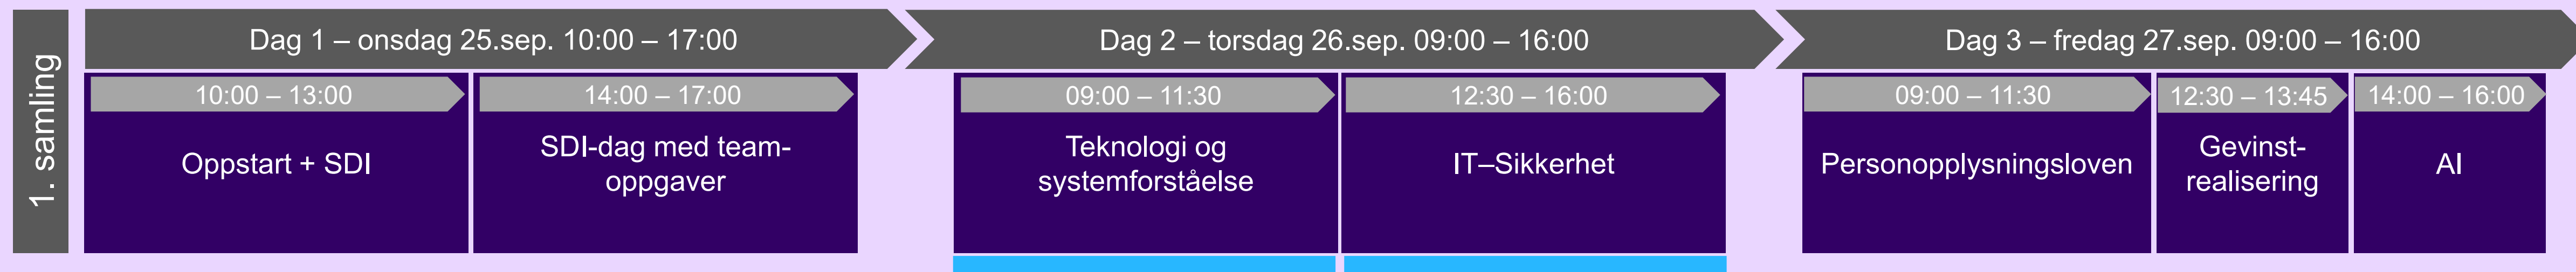 1. samling
Dag 1 – onsdag 25.sep. 10:00 – 17:00
10:00 – 13:00
Oppstart + SDI
14:00 – 17:00
SDI-dag med team-
oppgaver
Dag 2 – torsdag 26.sep. 09:00 – 16:00
09:00 – 11:30
Teknologi og
systemforståelse
12:30 – 16:00
IT–Sikkerhet
Dag 3 – fredag 27.sep. 09:00 – 16:00
09:00 – 11:30
Personopplysningsloven
12:30 – 13:45
Gevinst-
realisering
14:00 – 16:00
AI